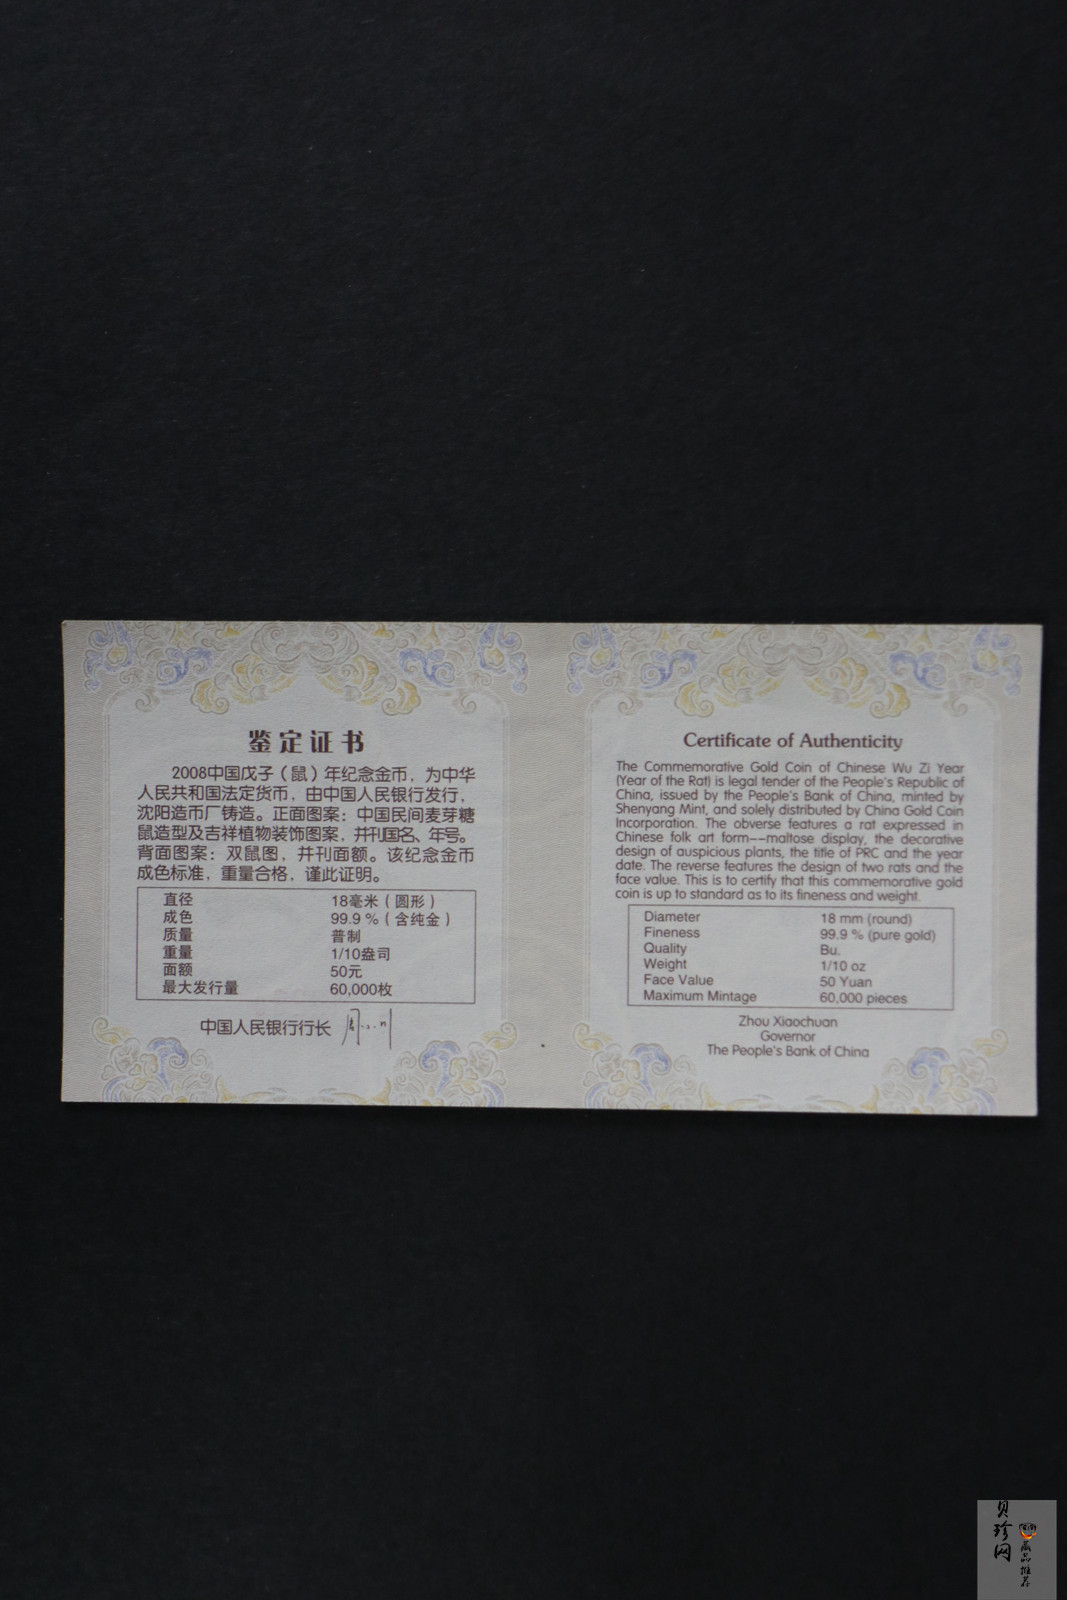 鉴定证书
2008中国戊子（鼠）年纪念金币，为中华
人民共和国法定货币，由中国人民银行发行，
沈阳造币厂铸造。正面图案：中国民间麦芽糖
鼠造型及吉祥植物装饰图案，并刊国名、年号。
背面图案：双鼠图，并刊面额。该纪念金币
成色标准，重量合格，谨此证明。
直径 18毫米（圆形）
成色 99.9％（含纯金）
质量 普制
重量 1/10盎司
面额 50元
最大发行量 60,000枚
中国人民银行行长
Certificate of Authenticity
The Commemorative Gold Coin of Chinese Wu Zi Year
(Year of the Rat) is legal tender of the People's Republic of
China, issued by the People's Bank of China, minted by
Shenyang Mint, and solely distributed by China Gold Coin
Incorporation. The obverse features a rat expressed in
Chinese folk art form--maltose display, the decorative
design of auspicious plants, the title of PRC and the year
date. The reverse features the design of two rats and the
face value. This is to certify that this commemorative gold
coin is up to standard as to its fineness and weight.
Diameter 18 mm (round)
Fineness 99.9 % (pure gold)
Quality Bu.
Weight 1/10 oz
Face Value 50 Yuan
Maximum Mintage 60,000 pieces
Zhou Xiaochuan
Governor
The People's Bank of China
贝珍网
藏品推荐